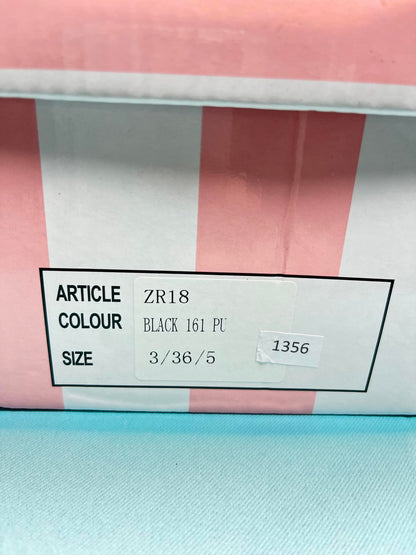 ARTICLE ZR18
COLOUR BLACK 161 PU
1356
SIZE 3/36/5